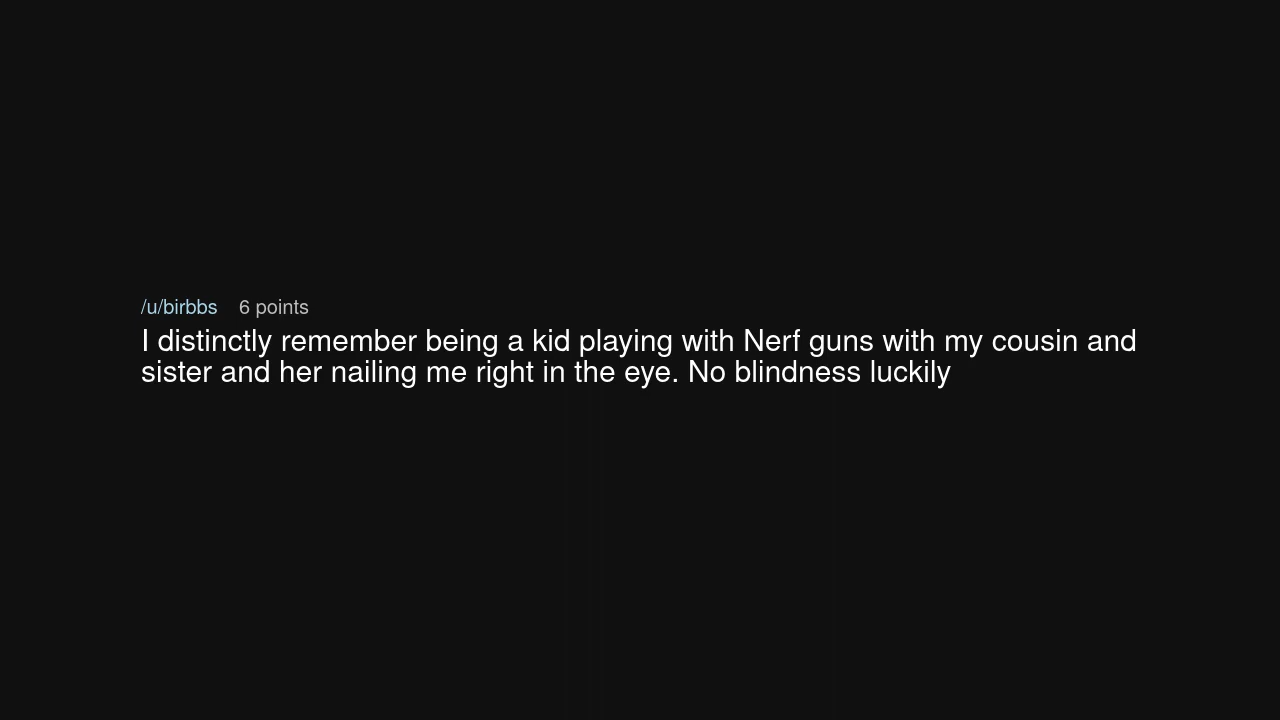 /u/birbbs 6 points
I distinctly remember being a kid playing with Nerf guns with my cousin and
sister and her nailing me right in the eye. No blindness luckily